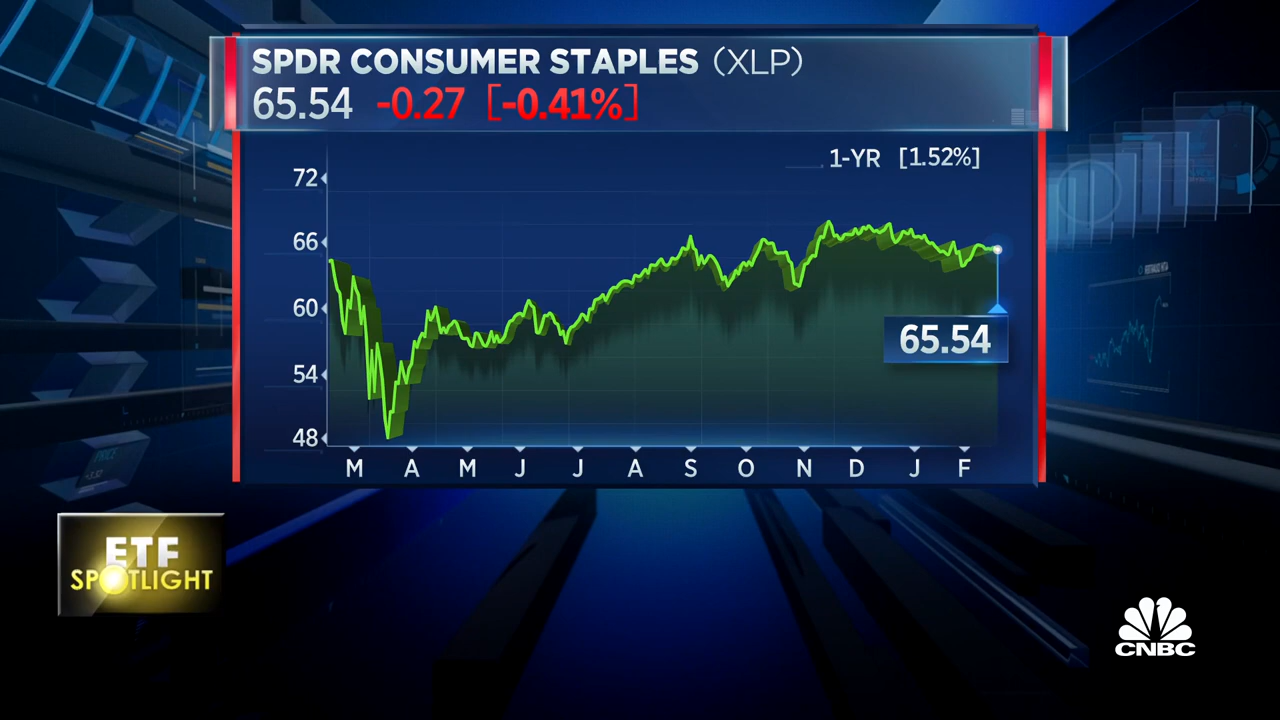 SPDR CONSUMER STAPLES (XLP)
65.54 -0.27 [-0.41%]
1-YR [1.52%]
72
66
60
54
48
65.54
M A M J J A S O N D J F
ETF
SPOTLIGHT
CNBC
PRICE